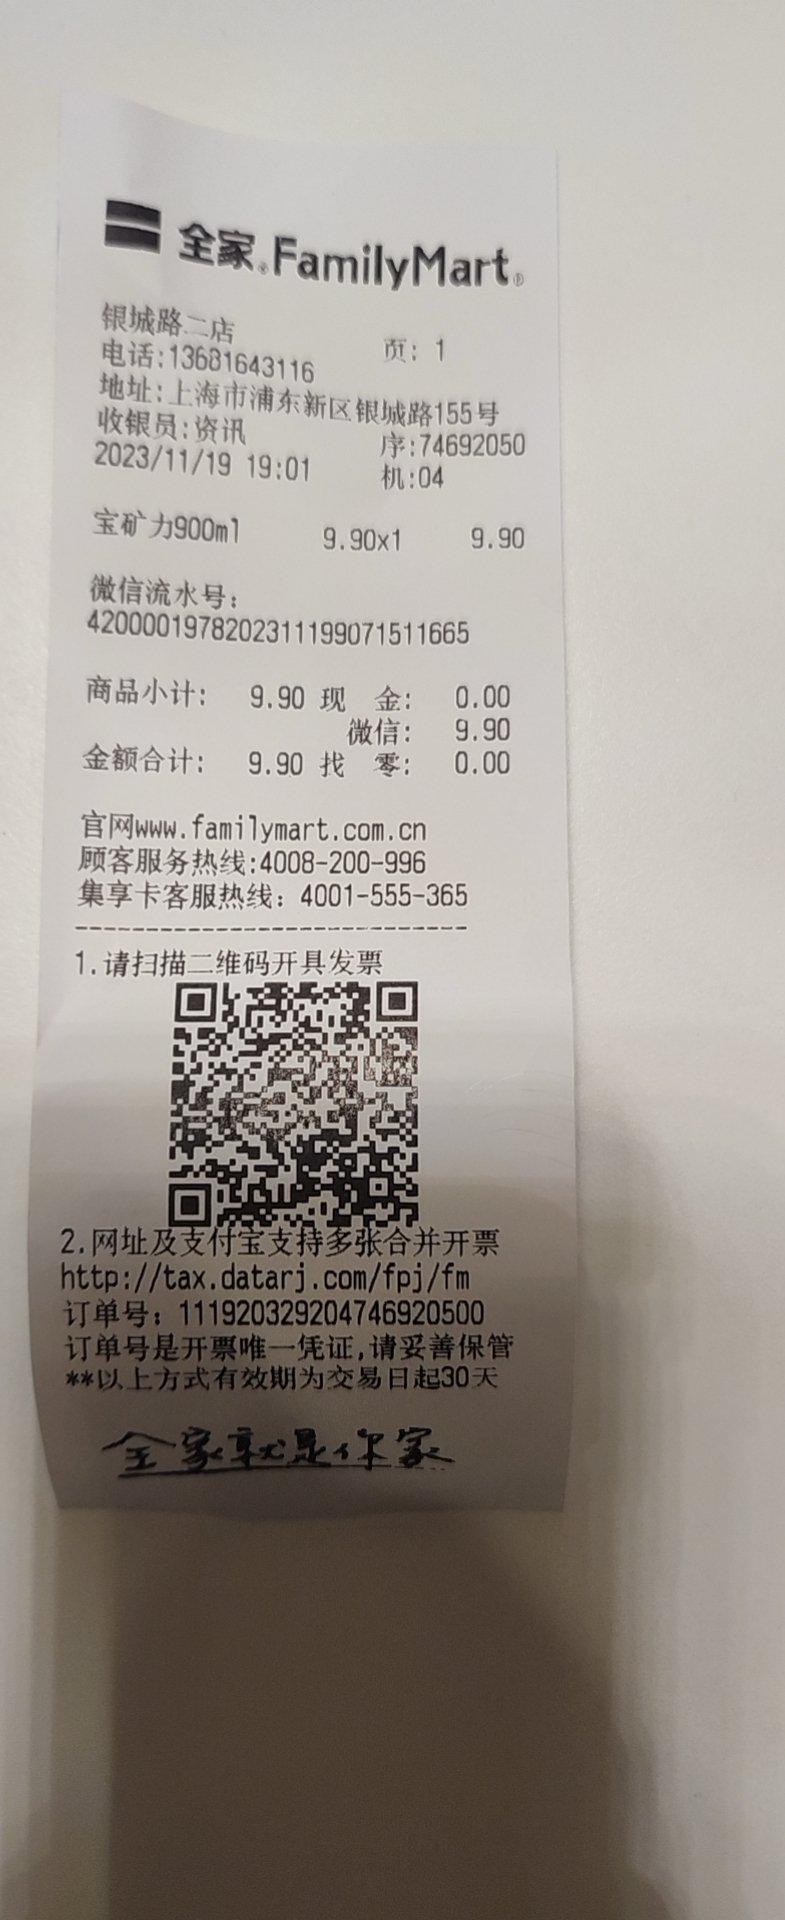 全家®FamilyMart®
银城路二店
电话:13681643116 页: 1
地址:上海市浦东新区银城路155号
收银员:资讯 序:74692050
2023/11/19 19:01 机:04
宝矿力900ml 9.90x1 9.90
微信流水号:
4200001978202311199071511665
商品小计: 9.90 现 金: 0.00
微信: 9.90
金额合计: 9.90 找 零: 0.00
官网www.familymart.com.cn
顾客服务热线:4008-200-996
集享卡客服热线: 4001-555-365
1.请扫描二维码开具发票
2.网址及支付宝支持多张合并开票
http://tax.datarj.com/fpj/fm
订单号: 111920329204746920500
订单号是开票唯一凭证,请妥善保管
**以上方式有效期为交易日起30天
全家就是你家